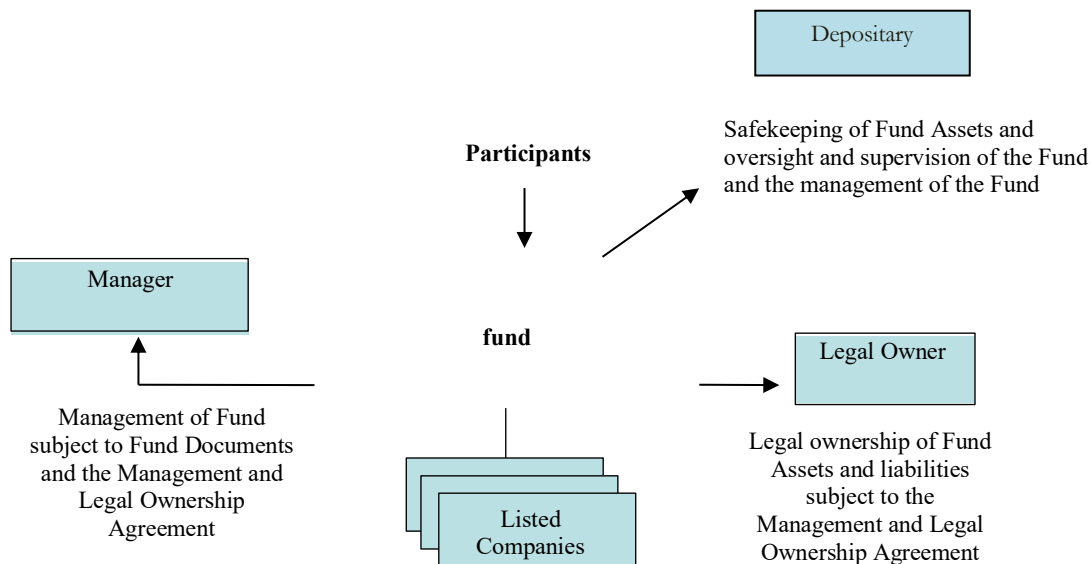 Depositary
Safekeeping of Fund Assets and
oversight and supervision of the Fund
and the management of the Fund
Participants
Manager
fund
Legal Owner
Management of Fund
subject to Fund Documents
and the Management and
Legal Ownership
Agreement
Legal ownership of Fund
Assets and liabilities
subject to the
Management and Legal
Ownership Agreement
Listed
Companies